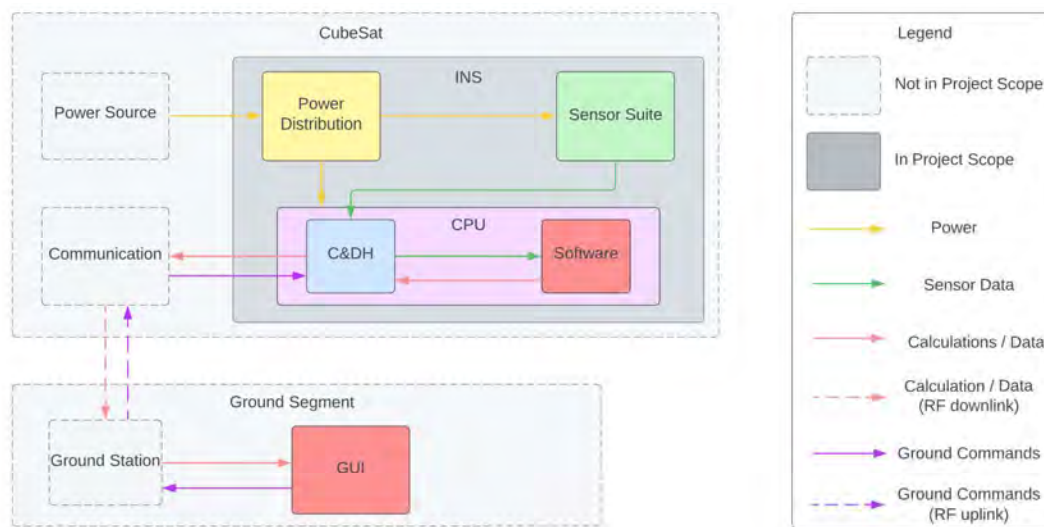 CubeSat
INS
Power Source
Power
Distribution
Sensor Suite
CPU
Communication
C&DH
Software
Ground Segment
Ground Station
GUI
Legend
Not in Project Scope
In Project Scope
Power
Sensor Data
Calculations / Data
Calculation / Data
(RF downlink)
Ground Commands
Ground Commands
(RF uplink)